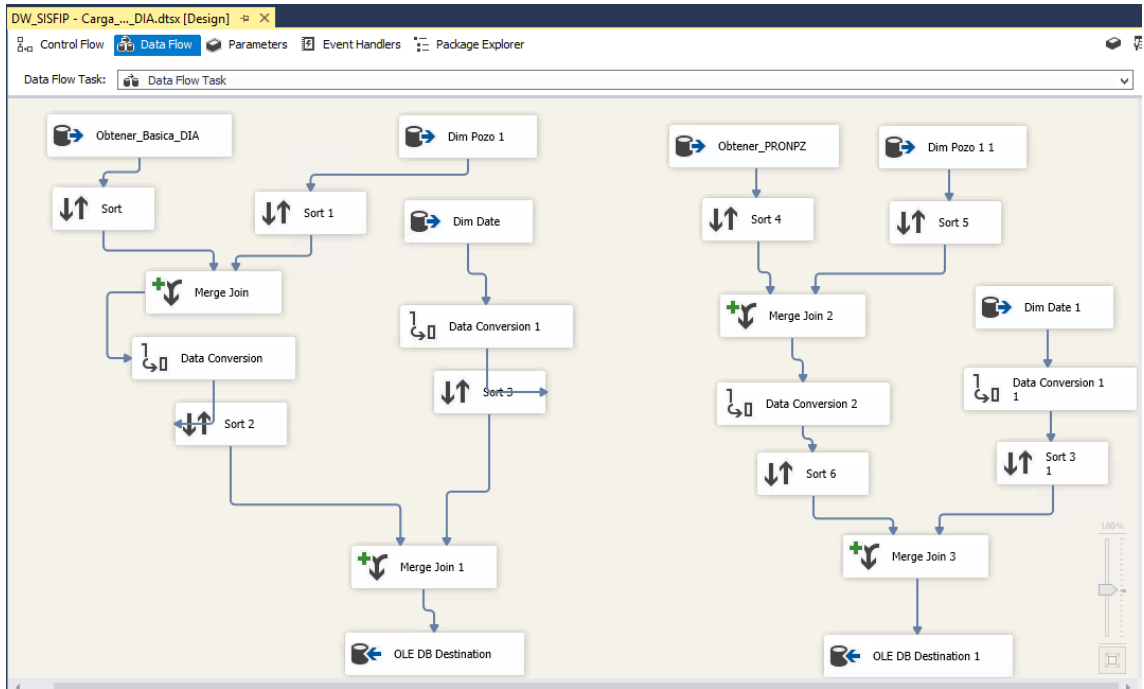 DW_SISFIP - Carga_..._DIA.dtsx [Design]
Control Flow Data Flow Parameters Event Handlers Package Explorer
Data Flow Task: Data Flow Task
Obtener_Basica_DIA
Dim Pozo 1
Sort
Sort 1
Dim Date
Merge Join
Data Conversion 1
Data Conversion
Sort 3
Sort 2
Merge Join 1
OLE DB Destination
Obtener_PRONPZ
Dim Pozo 1 1
Sort 4
Sort 5
Merge Join 2
Dim Date 1
Data Conversion 2
Data Conversion 1
1
Sort 6
Sort 3
1
Merge Join 3
OLE DB Destination 1
100%